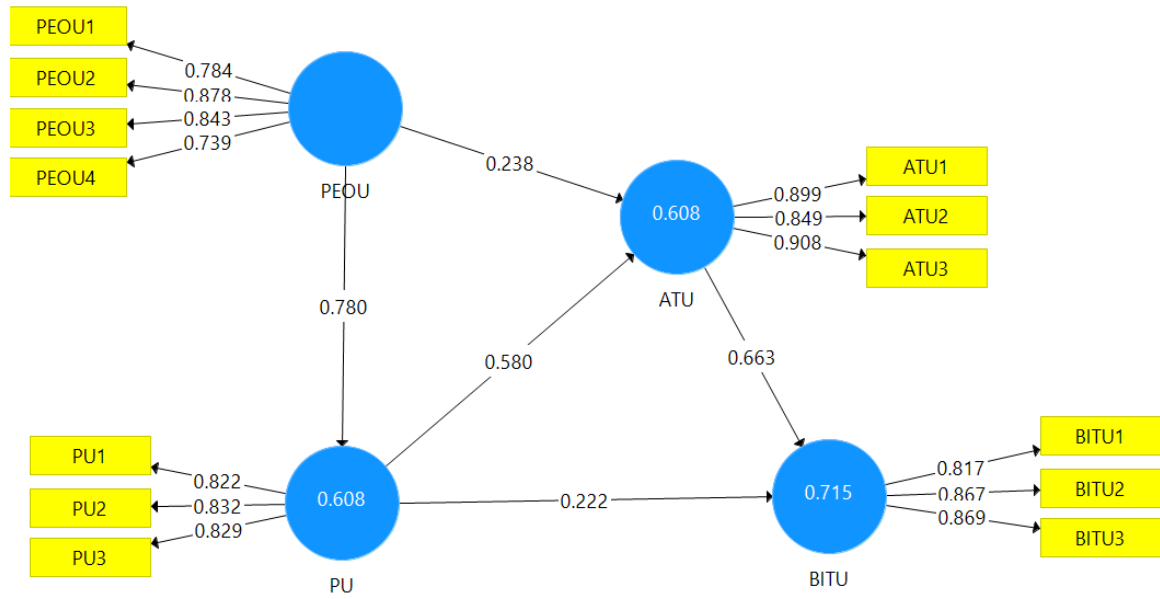 PEOU1
PEOU2
PEOU3
PEOU4
0.784
0.878
0.843
0.739
PEOU
0.238
0.608
ATU
0.899
0.849
0.908
ATU1
ATU2
ATU3
0.780
0.580
0.663
PU1
PU2
PU3
0.822
0.832
0.829
0.608
PU
0.222
0.715
BITU
0.817
0.867
0.869
BITU1
BITU2
BITU3